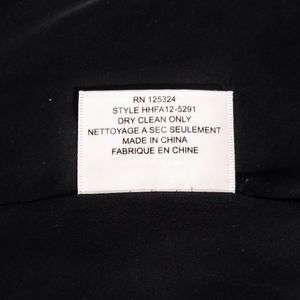 RN 125324
STYLE HHFA12-5291
DRY CLEAN ONLY
NETTOYAGE A SEC SEULEMENT
MADE IN CHINA
FABRIQUE EN CHINE